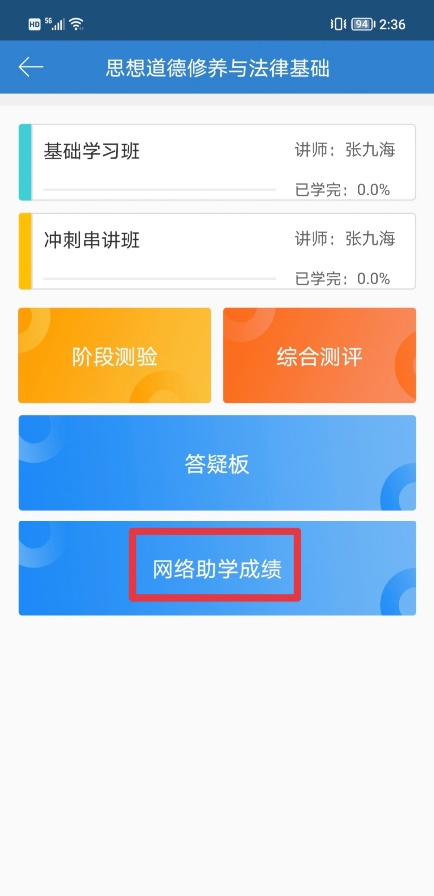 HD 5G 94 2:36
思想道德修养与法律基础
基础学习班 讲师：张九海
已学完：0.0%
冲刺串讲班 讲师：张九海
已学完：0.0%
阶段测验 综合测评
答疑板
网络助学成绩